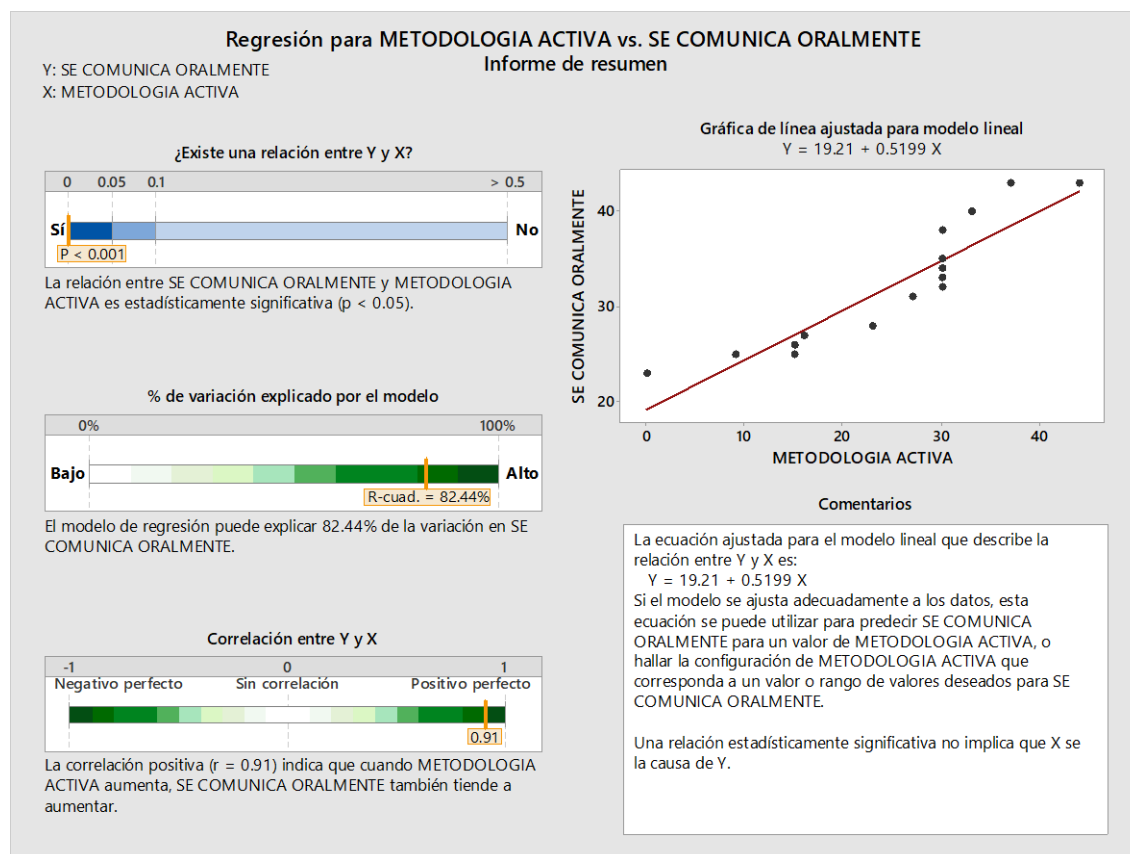 Regresión para METODOLOGIA ACTIVA vs. SE COMUNICA ORALMENTE
Informe de resumen
Y: SE COMUNICA ORALMENTE
X: METODOLOGIA ACTIVA
¿Existe una relación entre Y y X?
0 0.05 0.1 > 0.5
Sí No
P < 0.001
La relación entre SE COMUNICA ORALMENTE y METODOLOGIA
ACTIVA es estadísticamente significativa (p < 0.05).
% de variación explicado por el modelo
0% 100%
Bajo Alto
R-cuad. = 82.44%
El modelo de regresión puede explicar 82.44% de la variación en SE
COMUNICA ORALMENTE.
Correlación entre Y y X
-1 0 1
Negativo perfecto Sin correlación Positivo perfecto
0.91
La correlación positiva (r = 0.91) indica que cuando METODOLOGIA
ACTIVA aumenta, SE COMUNICA ORALMENTE también tiende a
aumentar.
Gráfica de línea ajustada para modelo lineal
Y = 19.21 + 0.5199 X
SE COMUNICA ORALMENTE
40
30
20
0 10 20 30 40
METODOLOGIA ACTIVA
Comentarios
La ecuación ajustada para el modelo lineal que describe la
relación entre Y y X es:
Y = 19.21 + 0.5199 X
Si el modelo se ajusta adecuadamente a los datos, esta
ecuación se puede utilizar para predecir SE COMUNICA
ORALMENTE para un valor de METODOLOGIA ACTIVA, o
hallar la configuración de METODOLOGIA ACTIVA que
corresponda a un valor o rango de valores deseados para SE
COMUNICA ORALMENTE.
Una relación estadísticamente significativa no implica que X se
la causa de Y.